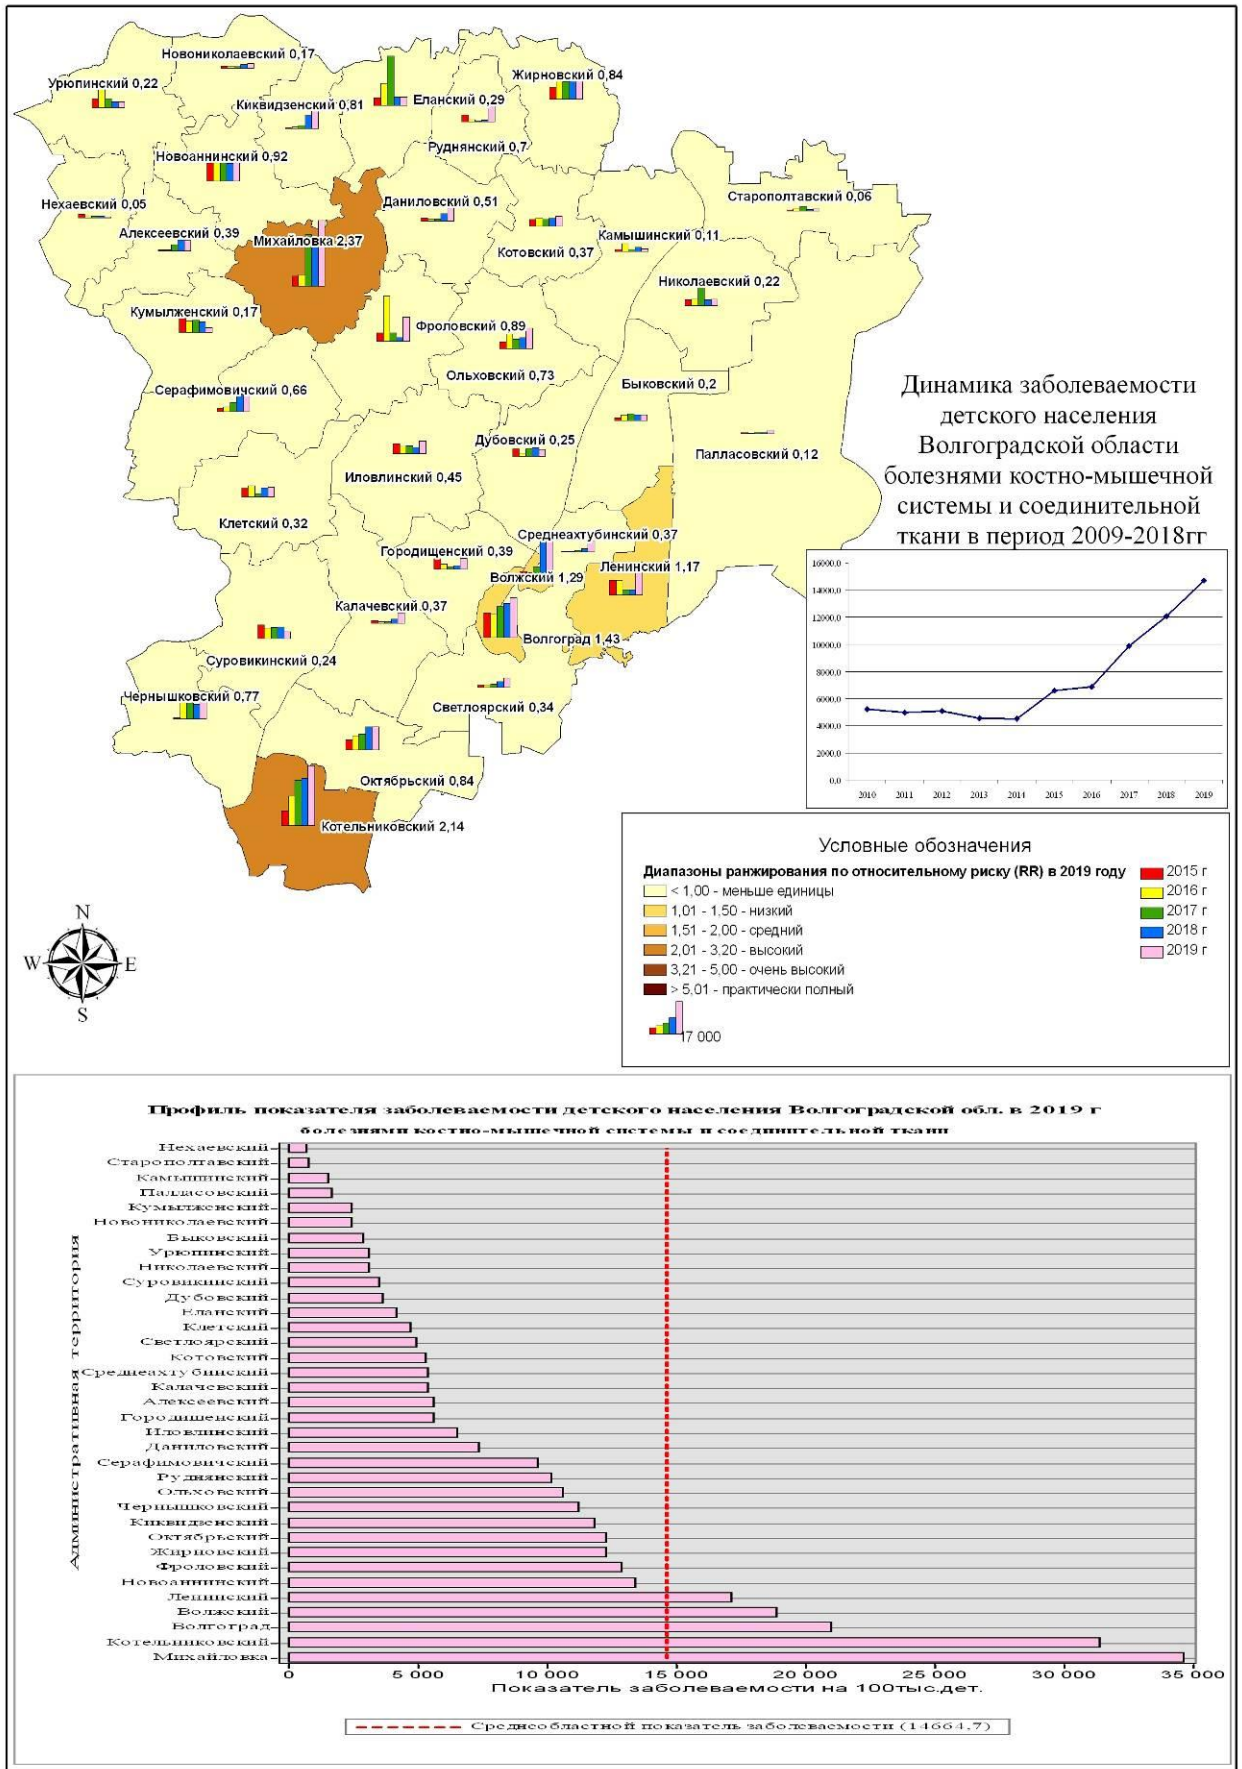 Новониколаевский 0,17
Урюпинский 0,22
Жирновский 0,84
Киквидзенский 0,81
Еланский 0,29
Руднянский 0,7
Новоаннинский 0,92
Нехаевский 0,05
Даниловский 0,51
Старополтавский 0,06
Алексеевский 0,39
Михайловка 2,37
Котовский 0,37
Камышинский 0,11
Николаевский 0,22
Кумылженский 0,17
Фроловский 0,89
Ольховский 0,73
Быковский 0,2
Серафимовичский 0,66
Дубовский 0,25
Палласовский 0,12
Иловлинский 0,45
Клетский 0,32
Среднеахтубинский 0,37
Городищенский 0,39
Ленинский 1,17
Волжский 1,29
Калачевский 0,37
Волгоград 1,43
Суровикинский 0,24
Чернышковский 0,77
Светлоярский 0,34
Октябрьский 0,84
Котельниковский 2,14
Динамика заболеваемости
детского населения
Волгоградской области
болезнями костно-мышечной
системы и соединительной
ткани в период 2009-2018гг
16000,0
14000,0
12000,0
10000,0
8000,0
6000,0
4000,0
2000,0
0,0
2010 2011 2012 2013 2014 2015 2016 2017 2018 2019
Условные обозначения
Диапазоны ранжирования по относительному риску (RR) в 2019 году
< 1,00 - меньше единицы
1,01 - 1,50 - низкий
1,51 - 2,00 - средний
2,01 - 3,20 - высокий
3,21 - 5,00 - очень высокий
> 5,01 - практически полный
17 000
2015 г
2016 г
2017 г
2018 г
2019 г
N
W E
S
Профиль показателя заболеваемости детского населения Волгоградской обл. в 2019 г
болезнями костно-мышечной системы и соединительной ткани
Административная территория
Нехаевский
Старополтавский
Камышинский
Палласовский
Кумылженский
Новониколаевский
Быковский
Урюпинский
Николаевский
Суровикинский
Дубовский
Еланский
Клетский
Светлоярский
Котовский
Среднеахтубинский
Калачевский
Алексеевский
Городищенский
Иловлинский
Даниловский
Серафимовичский
Руднянский
Ольховский
Чернышковский
Киквидзенский
Октябрьский
Жирновский
Фроловский
Новоаннинский
Ленинский
Волжский
Волгоград
Котельниковский
Михайловка
0 5 000 10 000 15 000 20 000 25 000 30 000 35 000
Показатель заболеваемости на 100тыс.дет.
Среднеобластной показатель заболеваемости (14664,7)